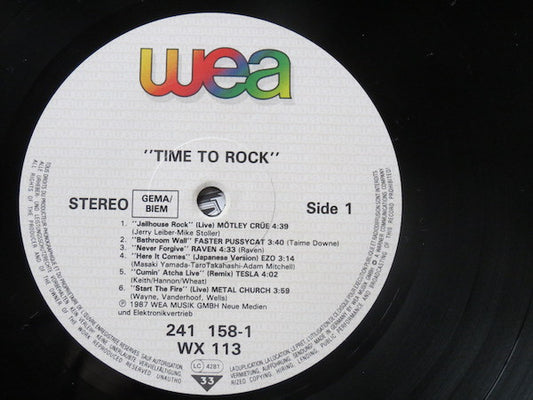 wea
"TIME TO ROCK"
STEREO
GEMA/
BIEM
Side 1
1. "Jailhouse Rock" (Live) MÖTLEY CRÜE 4:39
(Jerry Leiber-Mike Stoller)
2. "Bathroom Wall" FASTER PUSSYCAT 3:40 (Taime Downe)
3. "Never Forgive" RAVEN 4:33 (Raven)
4. "Here It Comes" (Japanese Version) EZO 3:14
(Masaki Yamada-TaroTakahashi-Adam Mitchell)
5. "Cumin' Atcha Live" (Remix) TESLA 4:02
(Keith/Hannon/Wheat)
6. "Start The Fire" (Live) METAL CHURCH 3:59
(Wayne, Vanderhoof, Wells)
℗ 1987 WEA MUSIK GMBH Neue Medien
und Elektronikvertrieb
241 158-1
WX 113
LC 4281
33